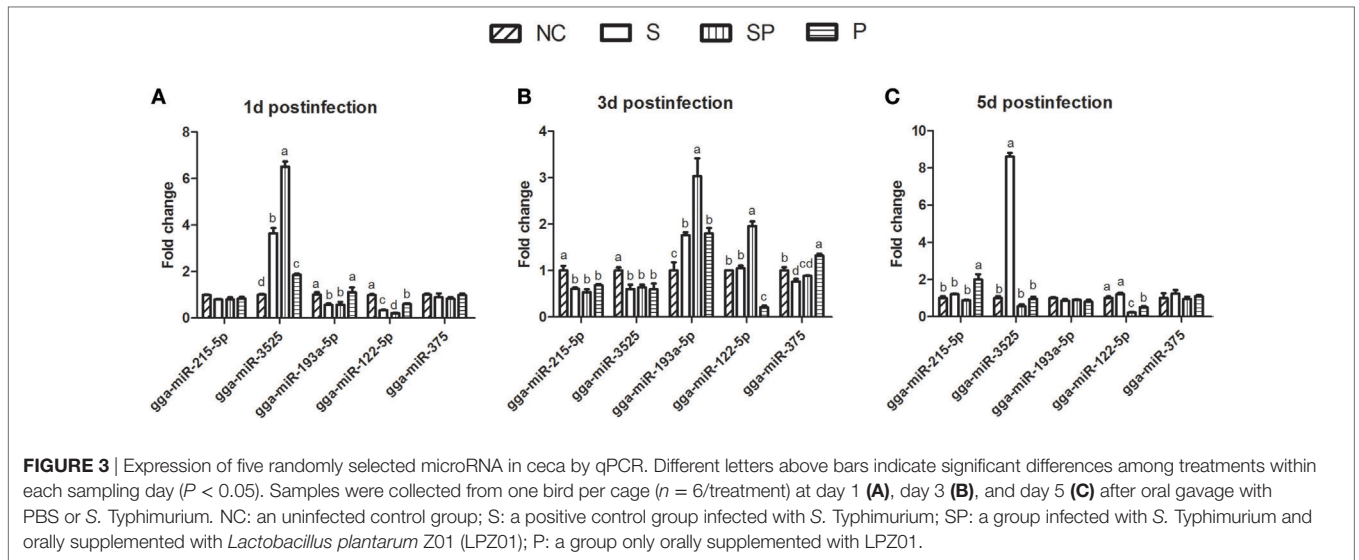 NC S SP P
A 1d postinfection
Fold change
8
6
4
2
0
d b a c
a b b a
a c d b
gga-miR-215-5p
gga-miR-3525
gga-miR-193a-5p
gga-miR-122-5p
gga-miR-375
B 3d postinfection
Fold change
4
3
2
1
0
a b b b
a b b b
c b a b
b b a c
b d cd a
gga-miR-215-5p
gga-miR-3525
gga-miR-193a-5p
gga-miR-122-5p
gga-miR-375
C 5d postinfection
Fold change
10
8
6
4
2
0
b b b a
b a b b
a a c b
gga-miR-215-5p
gga-miR-3525
gga-miR-193a-5p
gga-miR-122-5p
gga-miR-375
FIGURE 3 | Expression of five randomly selected microRNA in ceca by qPCR. Different letters above bars indicate significant differences among treatments within
each sampling day (P < 0.05). Samples were collected from one bird per cage (n = 6/treatment) at day 1 (A), day 3 (B), and day 5 (C) after oral gavage with
PBS or S. Typhimurium. NC: an uninfected control group; S: a positive control group infected with S. Typhimurium; SP: a group infected with S. Typhimurium and
orally supplemented with Lactobacillus plantarum Z01 (LPZ01); P: a group only orally supplemented with LPZ01.